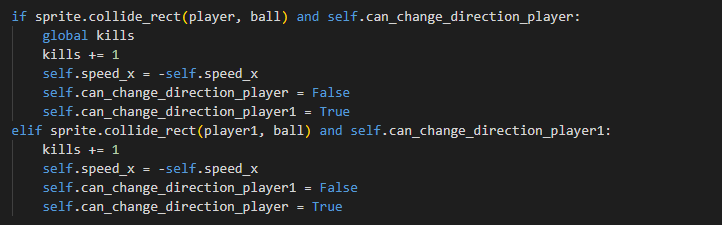 if sprite.collide_rect(player, ball) and self.can_change_direction_player:
    global kills
    kills += 1
    self.speed_x = -self.speed_x
    self.can_change_direction_player = False
    self.can_change_direction_player1 = True
elif sprite.collide_rect(player1, ball) and self.can_change_direction_player1:
    kills += 1
    self.speed_x = -self.speed_x
    self.can_change_direction_player1 = False
    self.can_change_direction_player = True